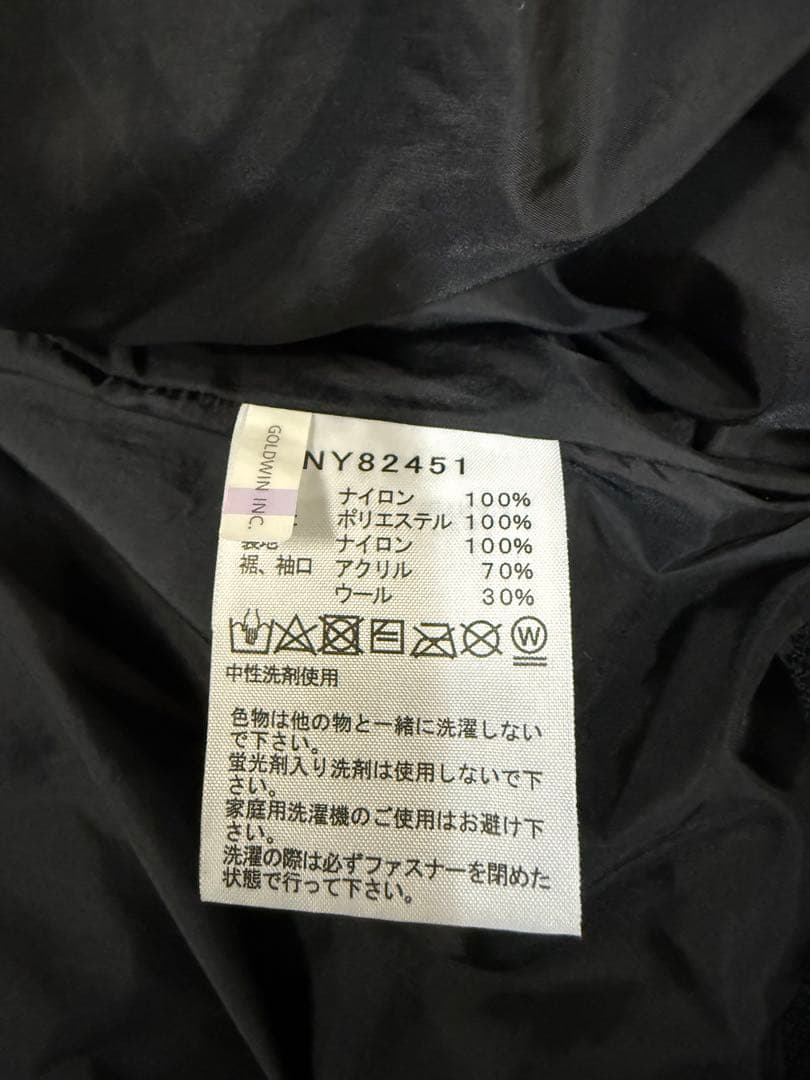 GOLDWIN INC.
NY82451
ナイロン 100%
ポリエステル 100%
裏地 ナイロン 100%
裾、袖口 アクリル 70%
ウール 30%
W
中性洗剤使用
色物は他の物と一緒に洗濯しない
で下さい。
蛍光剤入り洗剤は使用しないで下
さい。
家庭用洗濯機のご使用はお避け下
さい。
洗濯の際は必ずファスナーを閉めた
状態で行って下さい。